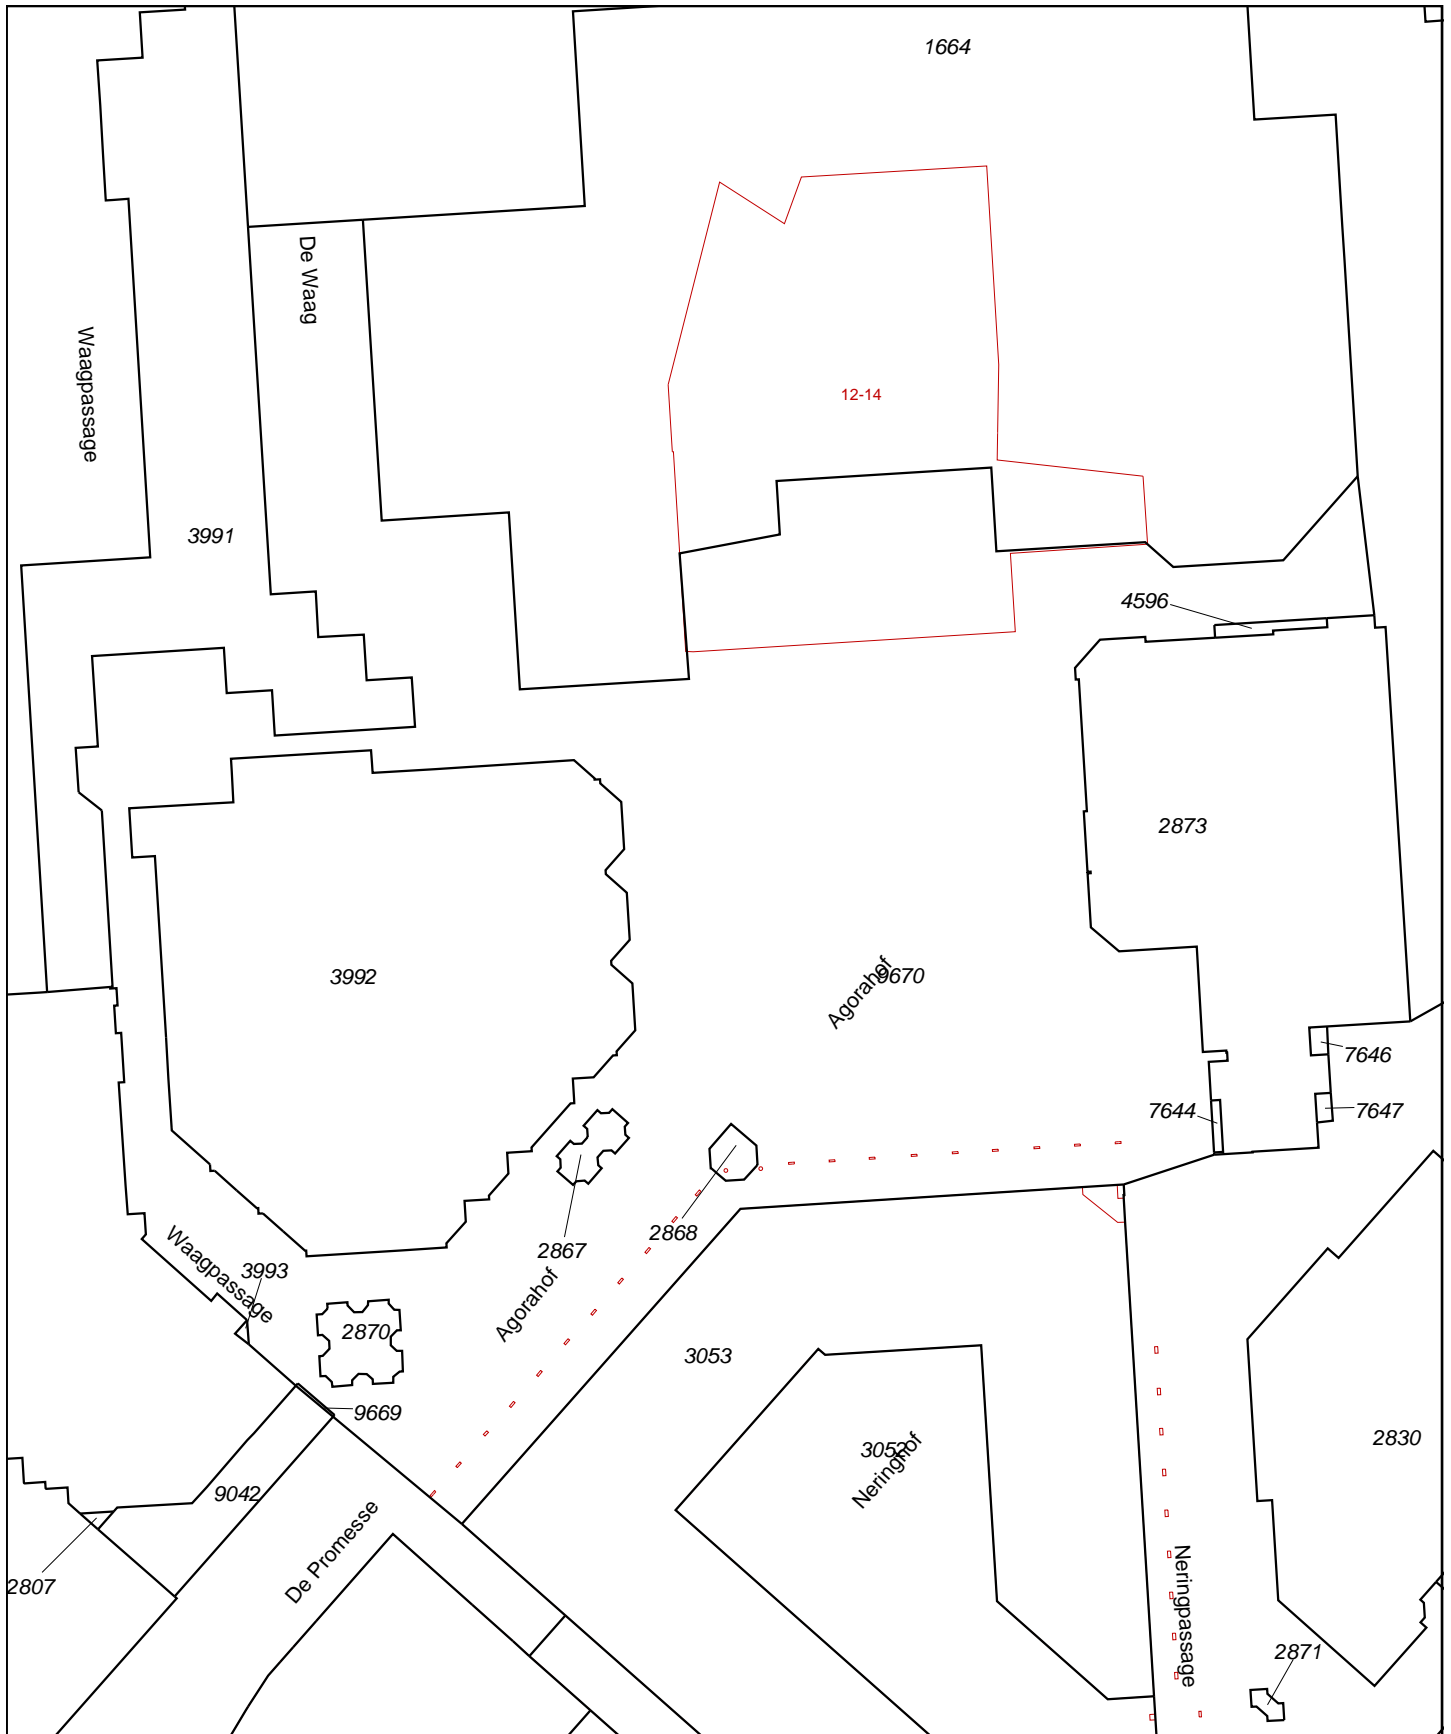 1664
De Waag
Waagpassage
12-14
3991
4596
2873
3992
9670
Agorahof
7646
7644
7647
2868
2867
Waagpassage
3993
Agorahof
2870
3053
9669
3052
Neringhof
2830
9042
De Promesse
2807
Neringpassage
2871